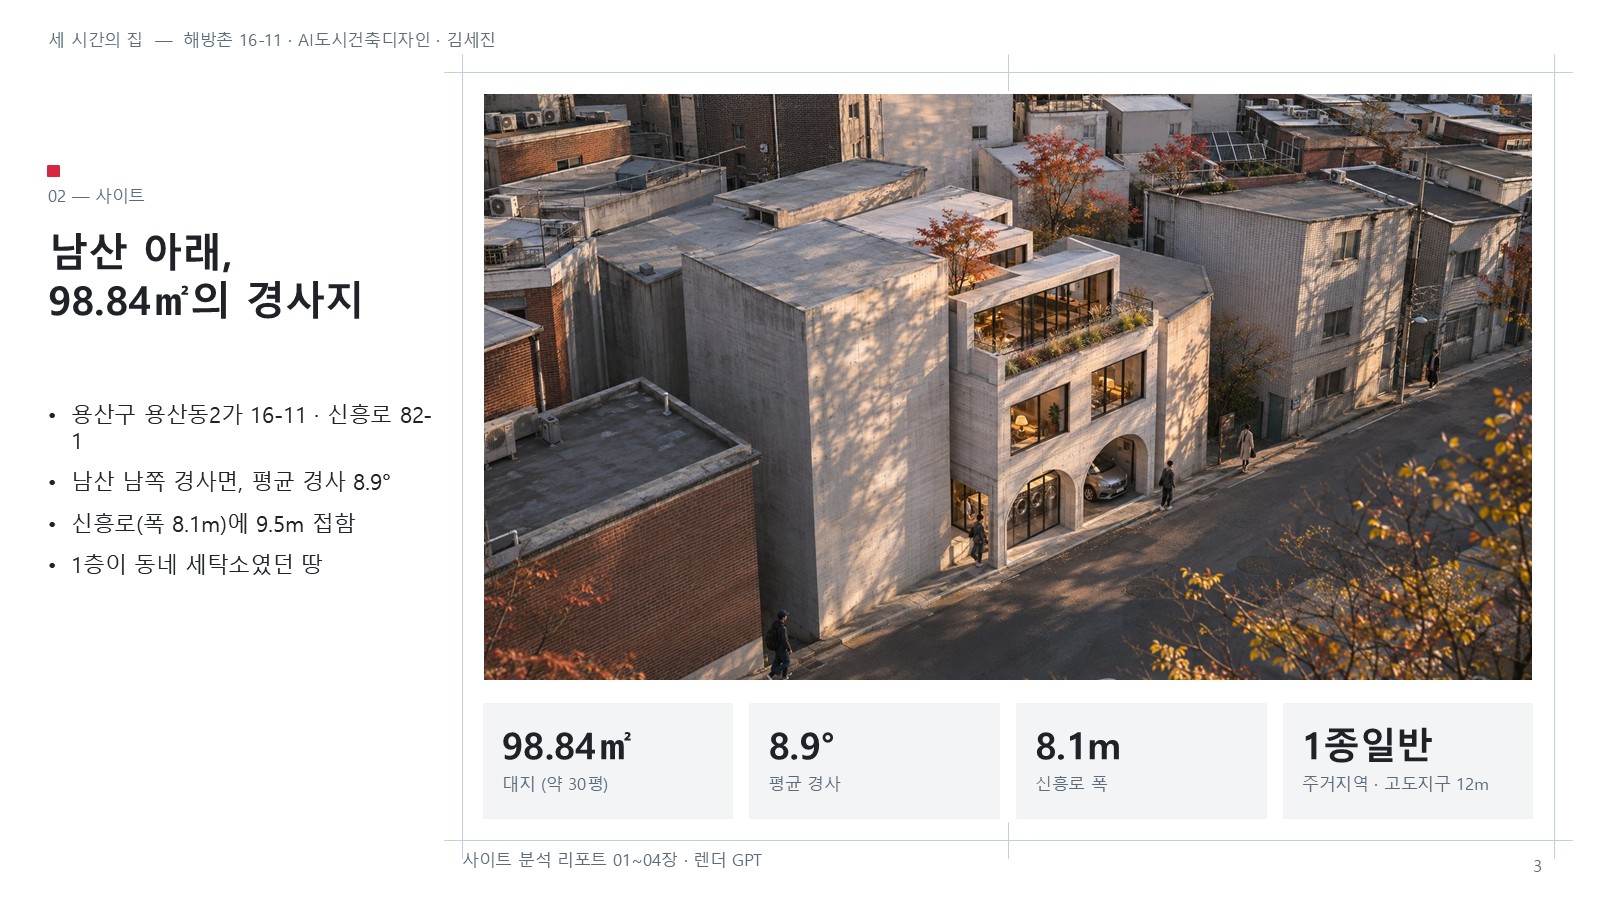 세 시간의 집 — 해방촌 16-11 · AI도시건축디자인 · 김세진
02 — 사이트
남산 아래,
98.84㎡의 경사지
• 용산구 용산동2가 16-11 · 신흥로 82-
1
• 남산 남쪽 경사면, 평균 경사 8.9°
• 신흥로(폭 8.1m)에 9.5m 접함
• 1층이 동네 세탁소였던 땅
98.84㎡
대지 (약 30평)
8.9°
평균 경사
8.1m
신흥로 폭
1종일반
주거지역 · 고도지구 12m
사이트 분석 리포트 01~04장 · 렌더 GPT
3